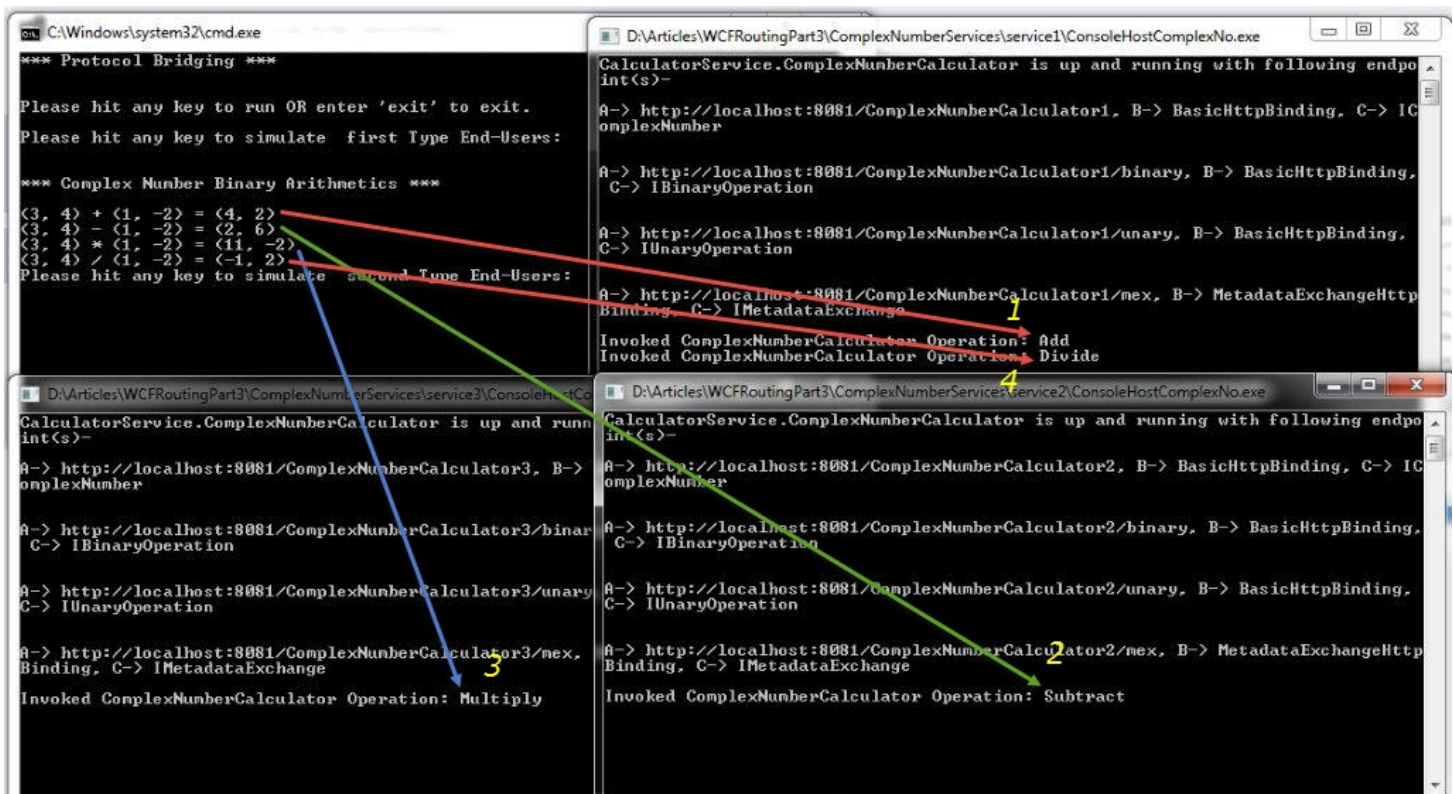 C:\Windows\system32\cmd.exe
*** Protocol Bridging ***
Please hit any key to run OR enter 'exit' to exit.
Please hit any key to simulate  first Type End-Users:
*** Complex Number Binary Arithmetics ***
(3, 4) + (1, -2) = (4, 2)
(3, 4) - (1, -2) = (2, 6)
(3, 4) * (1, -2) = (11, -2)
(3, 4) / (1, -2) = (-1, 2)
Please hit any key to simulate  second Type End-Users:
D:\Articles\WCFRoutingPart3\ComplexNumberServices\service1\ConsoleHostComplexNo.exe
CalculatorService.ComplexNumberCalculator is up and running with following endpo
int(s)-
A-> http://localhost:8081/ComplexNumberCalculator1, B-> BasicHttpBinding, C-> IC
omplexNumber
A-> http://localhost:8081/ComplexNumberCalculator1/binary, B-> BasicHttpBinding,
C-> IBinaryOperation
A-> http://localhost:8081/ComplexNumberCalculator1/unary, B-> BasicHttpBinding,
C-> IUnaryOperation
A-> http://localhost:8081/ComplexNumberCalculator1/mex, B-> MetadataExchangeHttp
Binding, C-> IMetadataExchange
1
Invoked ComplexNumberCalculator Operation: Add
Invoked ComplexNumberCalculator Operation: Divide
4
D:\Articles\WCFRoutingPart3\ComplexNumberServices\service3\ConsoleHostCo
CalculatorService.ComplexNumberCalculator is up and runn
int(s)-
A-> http://localhost:8081/ComplexNumberCalculator3, B->
omplexNumber
A-> http://localhost:8081/ComplexNumberCalculator3/binar
C-> IBinaryOperation
A-> http://localhost:8081/ComplexNumberCalculator3/unary
C-> IUnaryOperation
A-> http://localhost:8081/ComplexNumberCalculator3/mex,
Binding, C-> IMetadataExchange
3
Invoked ComplexNumberCalculator Operation: Multiply
D:\Articles\WCFRoutingPart3\ComplexNumberServices\service2\ConsoleHostComplexNo.exe
CalculatorService.ComplexNumberCalculator is up and running with following endpo
int(s)-
A-> http://localhost:8081/ComplexNumberCalculator2, B-> BasicHttpBinding, C-> IC
omplexNumber
A-> http://localhost:8081/ComplexNumberCalculator2/binary, B-> BasicHttpBinding,
C-> IBinaryOperation
A-> http://localhost:8081/ComplexNumberCalculator2/unary, B-> BasicHttpBinding,
C-> IUnaryOperation
A-> http://localhost:8081/ComplexNumberCalculator2/mex, B-> MetadataExchangeHttp
Binding, C-> IMetadataExchange
2
Invoked ComplexNumberCalculator Operation: Subtract